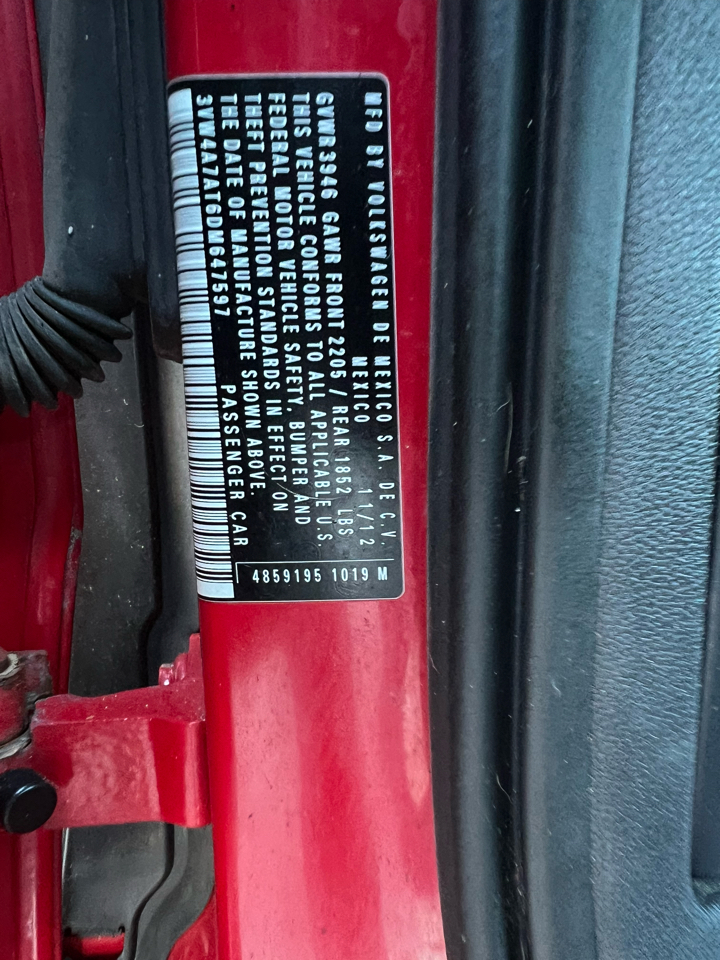 MFD BY VOLKSWAGEN DE MEXICO S.A. DE C.V.
MEXICO 11/12
GVWR3946 GAWR FRONT 2205 / REAR 1852 LBS
THIS VEHICLE CONFORMS TO ALL APPLICABLE U.S.
FEDERAL MOTOR VEHICLE SAFETY, BUMPER AND
THEFT PREVENTION STANDARDS IN EFFECT ON
THE DATE OF MANUFACTURE SHOWN ABOVE.
3VW4A7AT6DM647597 PASSENGER CAR
4859195 1019 M